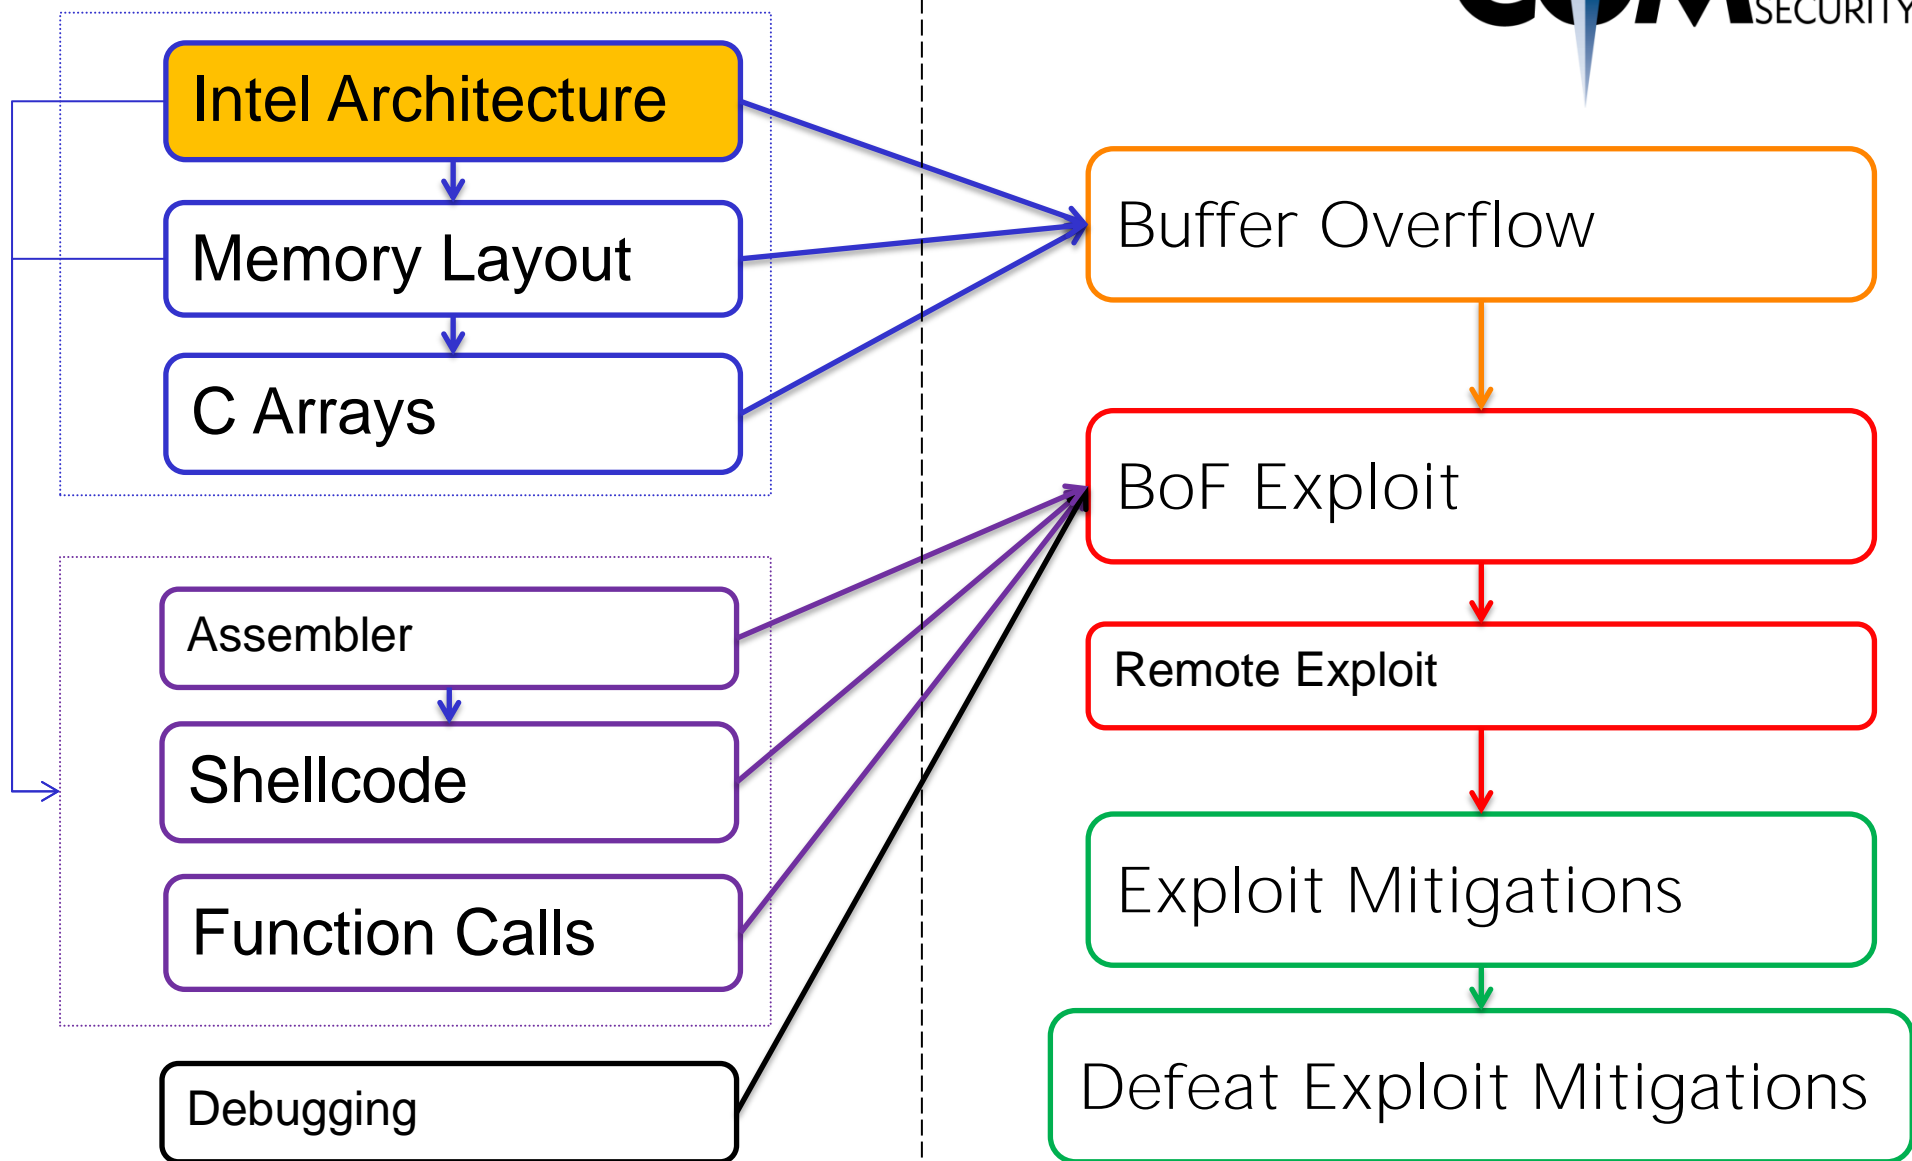 SECURITY
Intel Architecture
Memory Layout
C Arrays
Assembler
Shellcode
Function Calls
Debugging
Buffer Overflow
BoF Exploit
Remote Exploit
Exploit Mitigations
Defeat Exploit Mitigations